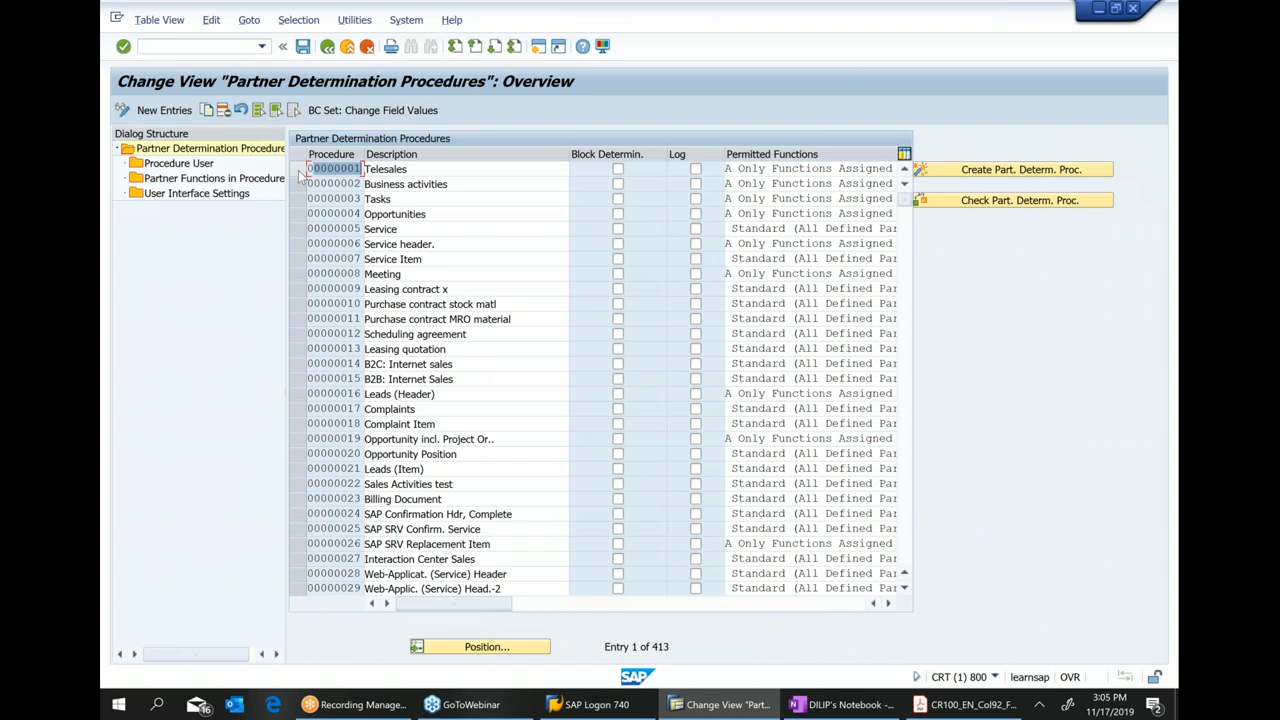 Table View Edit Goto Selection Utilities System Help
Change View "Partner Determination Procedures": Overview
New Entries BC Set: Change Field Values
Dialog Structure
Partner Determination Procedure
Procedure User
Partner Functions in Procedure
User Interface Settings
Partner Determination Procedures
Procedure Description Block Determin. Log Permitted Functions
00000001 Telesales A Only Functions Assigned
00000002 Business activities A Only Functions Assigned
00000003 Tasks A Only Functions Assigned
00000004 Opportunities A Only Functions Assigned
00000005 Service Standard (All Defined Par
00000006 Service header. A Only Functions Assigned
00000007 Service Item Standard (All Defined Par
00000008 Meeting A Only Functions Assigned
00000009 Leasing contract x Standard (All Defined Par
00000010 Purchase contract stock matl Standard (All Defined Par
00000011 Purchase contract MRO material Standard (All Defined Par
00000012 Scheduling agreement Standard (All Defined Par
00000013 Leasing quotation Standard (All Defined Par
00000014 B2C: Internet sales Standard (All Defined Par
00000015 B2B: Internet Sales Standard (All Defined Par
00000016 Leads (Header) A Only Functions Assigned
00000017 Complaints Standard (All Defined Par
00000018 Complaint Item Standard (All Defined Par
00000019 Opportunity incl. Project Or.. A Only Functions Assigned
00000020 Opportunity Position Standard (All Defined Par
00000021 Leads (Item) Standard (All Defined Par
00000022 Sales Activities test Standard (All Defined Par
00000023 Billing Document Standard (All Defined Par
00000024 SAP Confirmation Hdr, Complete Standard (All Defined Par
00000025 SAP SRV Confirm. Service Standard (All Defined Par
00000026 SAP SRV Replacement Item A Only Functions Assigned
00000027 Interaction Center Sales Standard (All Defined Par
00000028 Web-Applicat. (Service) Header Standard (All Defined Par
00000029 Web-Applic. (Service) Head.-2 Standard (All Defined Par
Create Part. Determ. Proc.
Check Part. Determ. Proc.
Position... Entry 1 of 413
SAP
CRT (1) 800 learnsap OVR
16 Recording Manage... GoToWebinar SAP Logon 740 Change View "Part... DILIP's Notebook -... CR100_EN_Col92_F... 3:05 PM
11/17/2019 2